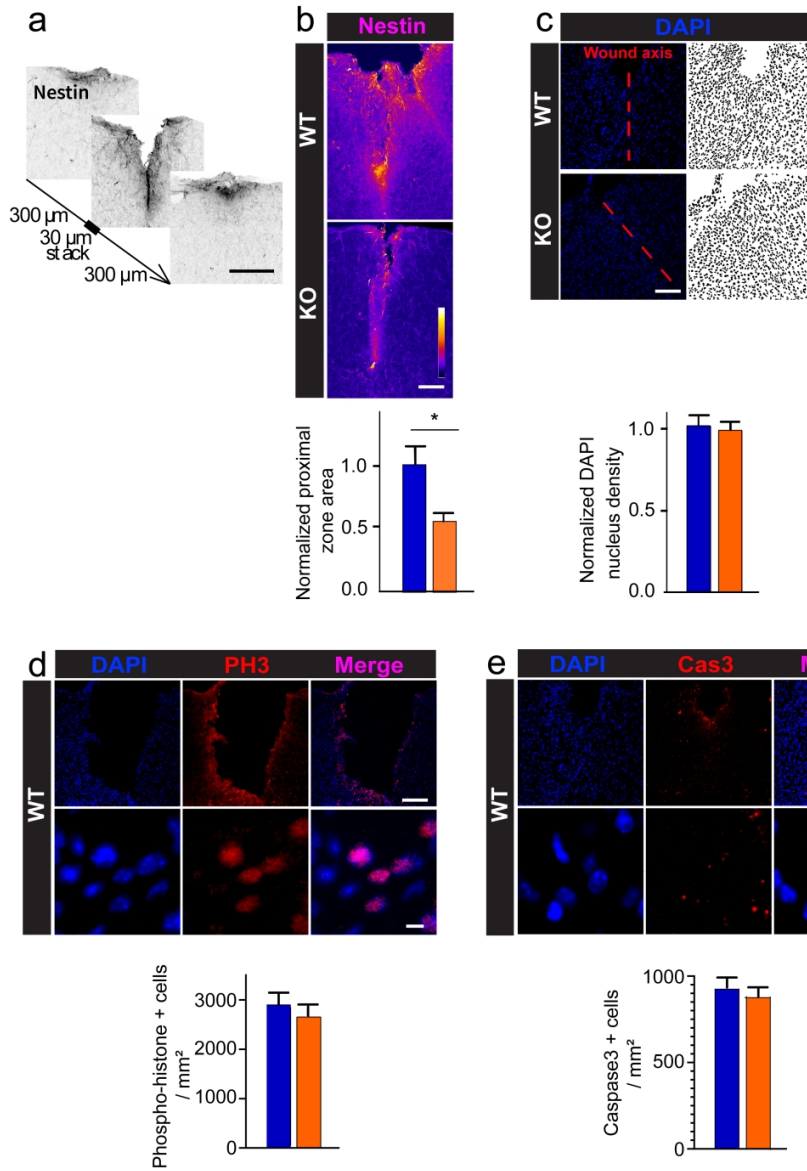 a
Nestin
300 µm
30 µm
stack
300 µm
b
Nestin
WT
KO
Normalized proximal
zone area
1.0
0.5
0.0
*
c
DAPI
Wound axis
WT
KO
Normalized DAPI
nucleus density
1.0
0.5
0.0
d
DAPI PH3 Merge
WT
Phospho-histone + cells
/ mm²
3000
2000
1000
0
e
DAPI Cas3 M
WT
Caspase3 + cells
/ mm²
1000
500
0